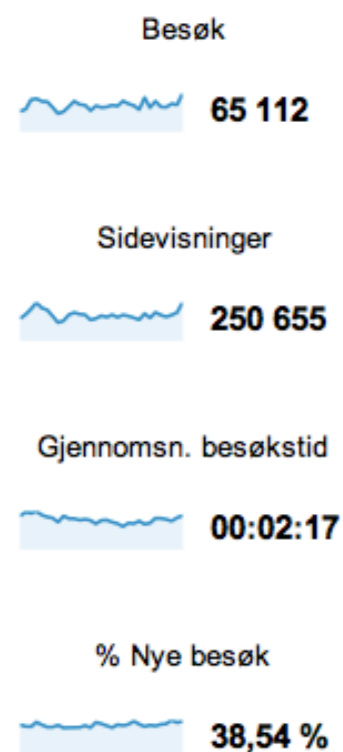 Besøk
65 112
Sidevisninger
250 655
Gjennomsn. besøkstid
00:02:17
% Nye besøk
38,54 %